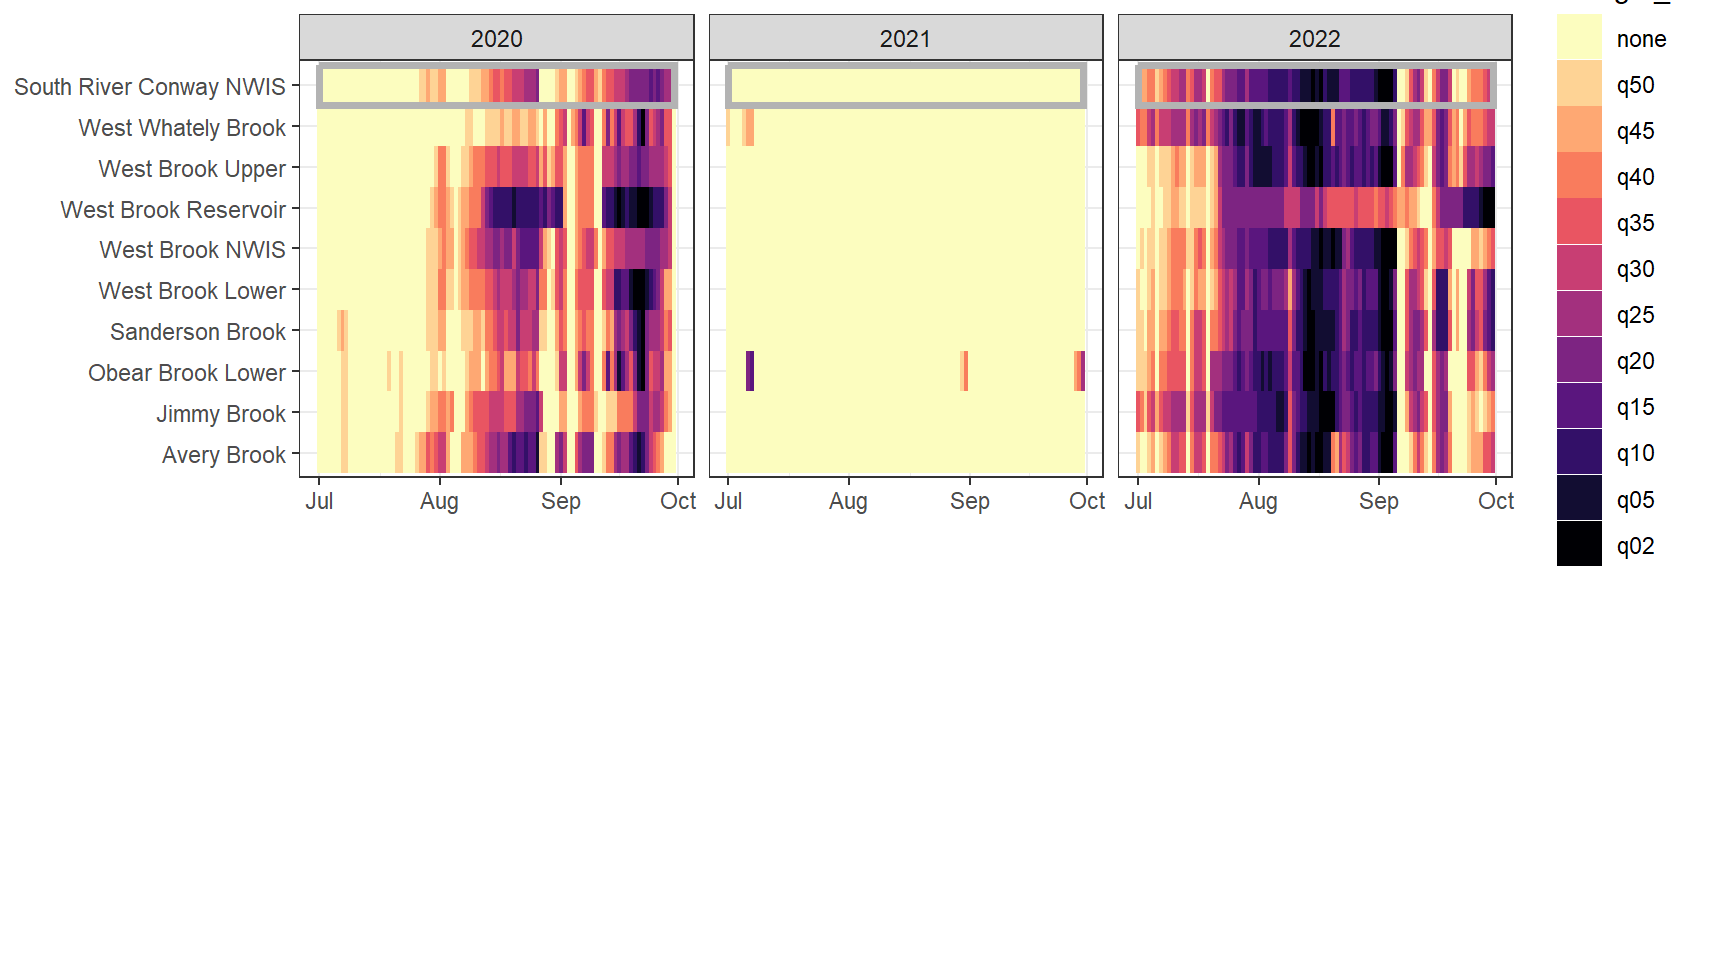 2020 2021 2022
South River Conway NWIS
West Whately Brook
West Brook Upper
West Brook Reservoir
West Brook NWIS
West Brook Lower
Sanderson Brook
Obear Brook Lower
Jimmy Brook
Avery Brook
Jul Aug Sep Oct Jul Aug Sep Oct Jul Aug Sep Oct
none
q50
q45
q40
q35
q30
q25
q20
q15
q10
q05
q02